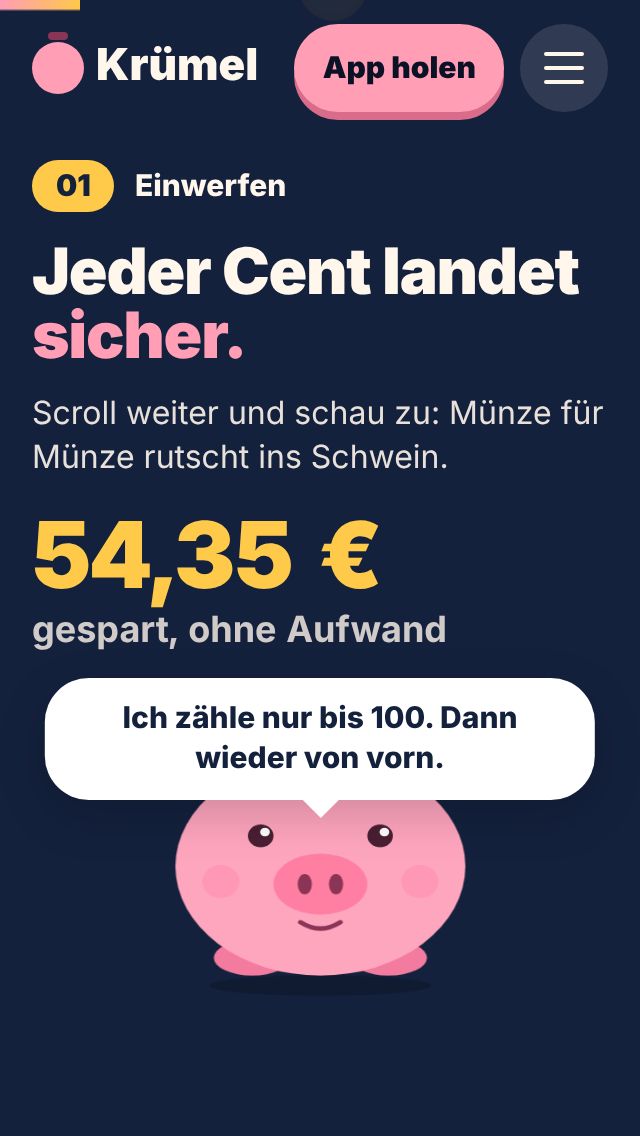 Krümel
App holen
01 Einwerfen
Jeder Cent landet
sicher.
Scroll weiter und schau zu: Münze für
Münze rutscht ins Schwein.
54,35 €
gespart, ohne Aufwand
Ich zähle nur bis 100. Dann
wieder von vorn.